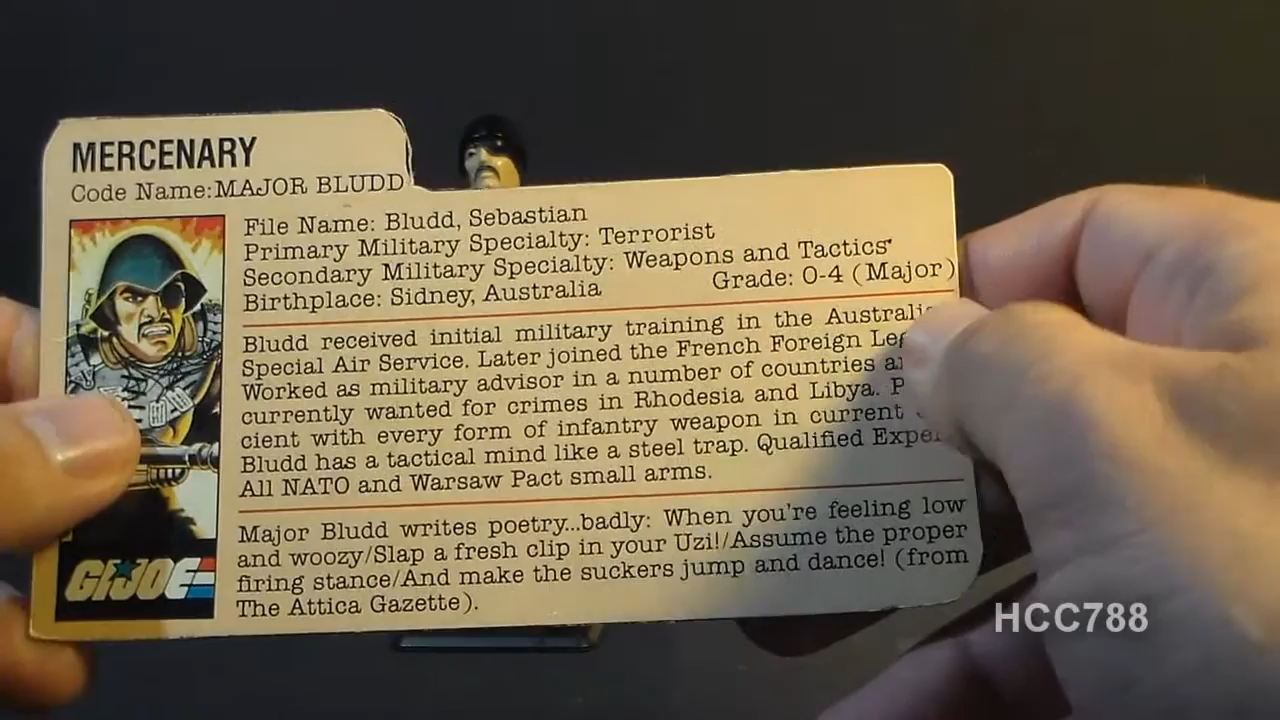 MERCENARY
Code Name:MAJOR BLUDD
File Name: Bludd, Sebastian
Primary Military Specialty: Terrorist
Secondary Military Specialty: Weapons and Tactics
Birthplace: Sidney, Australia Grade: O-4 (Major)
Bludd received initial military training in the
Special Air Service. Later joined the French Foreign
Worked as military advisor in a number of countries
currently wanted for crimes in Rhodesia and Libya.
cient with every form of infantry weapon in current
Bludd has a tactical mind like a steel trap. Qualified
All NATO and Warsaw Pact small arms.
Major Bludd writes poetry...badly: When you're feeling low
and woozy/Slap a fresh clip in your Uzi!/Assume the proper
firing stance/And make the suckers jump and dance! (from
The Attica Gazette).
GI JOE
HCC788